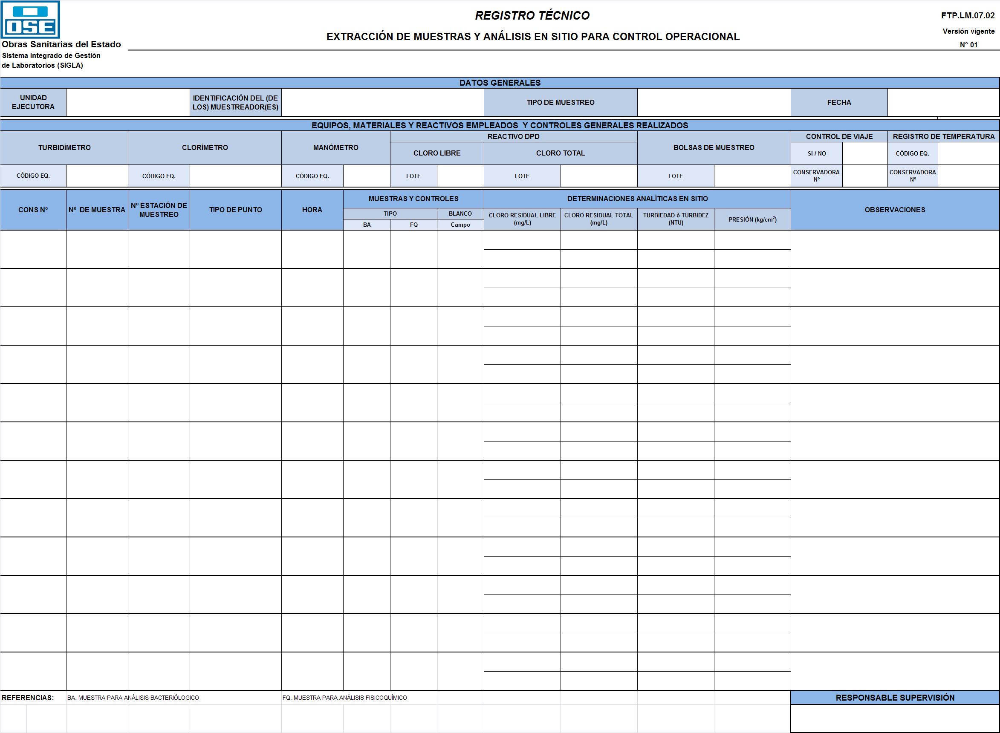 OSE
Obras Sanitarias del Estado
Sistema Integrado de Gestión
de Laboratorios (SIGLA)
REGISTRO TÉCNICO
EXTRACCIÓN DE MUESTRAS Y ANÁLISIS EN SITIO PARA CONTROL OPERACIONAL
FTP.LM.07.02
Versión vigente
N° 01
DATOS GENERALES
UNIDAD
EJECUTORA
IDENTIFICACIÓN DEL (DE
LOS) MUESTREADOR(ES)
TIPO DE MUESTREO
FECHA
EQUIPOS, MATERIALES Y REACTIVOS EMPLEADOS  Y CONTROLES GENERALES REALIZADOS
TURBIDÍMETRO
CLORÍMETRO
MANÓMETRO
REACTIVO DPD
CLORO LIBRE
CLORO TOTAL
BOLSAS DE MUESTREO
CONTROL DE VIAJE
REGISTRO DE TEMPERATURA
SI / NO
CÓDIGO EQ.
CÓDIGO EQ.
CÓDIGO EQ.
CÓDIGO EQ.
LOTE
LOTE
LOTE
CONSERVADORA
Nº
CONSERVADORA
Nº
CONS Nº
Nº  DE MUESTRA
Nº ESTACIÓN DE
MUESTREO
TIPO DE PUNTO
HORA
MUESTRAS Y CONTROLES
TIPO
BLANCO
BA
FQ
Campo
DETERMINACIONES ANALÍTICAS EN SITIO
CLORO RESIDUAL LIBRE
(mg/L)
CLORO RESIDUAL TOTAL
(mg/L)
TURBIEDAD ó TURBIDEZ
(NTU)
PRESIÓN (kg/cm²)
OBSERVACIONES
REFERENCIAS:
BA: MUESTRA PARA ANÁLISIS BACTERIÓLOGICO
FQ: MUESTRA PARA ANÁLISIS FISICOQUÍMICO
RESPONSABLE SUPERVISIÓN